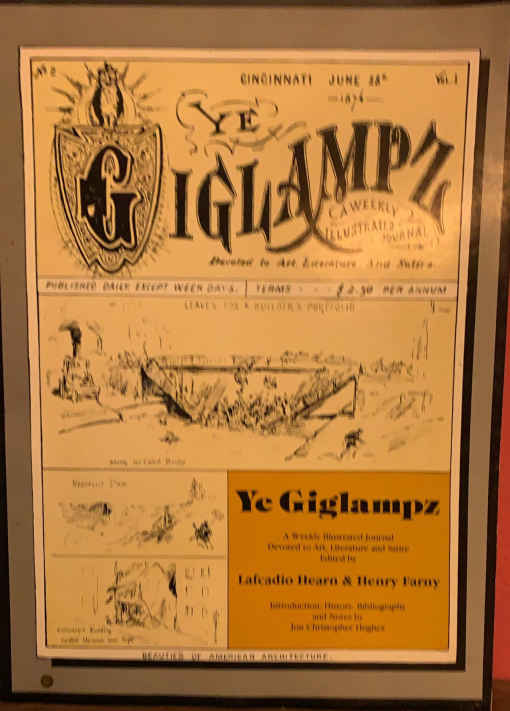 No 2
CINCINNATI JUNE 28th
1874
Vol. 1
YE
GIGLAMPZ
A WEEKLY
ILLUSTRATED
JOURNAL
Devoted to Art, Literature And Satire.
PUBLISHED DAILY EXCEPT WEEK DAYS. TERMS $2.50 PER ANNUM
LEAVES FOR A BUILDER'S PORTFOLIO
Ye Giglampz
A Weekly Illustrated Journal
Devoted to Art, Literature and Satire
Edited by
Lafcadio Hearn & Henry Farny
Introduction, History, Bibliography
and Notes by
Jon Christopher Hughes
BEAUTIES OF AMERICAN ARCHITECTURE.